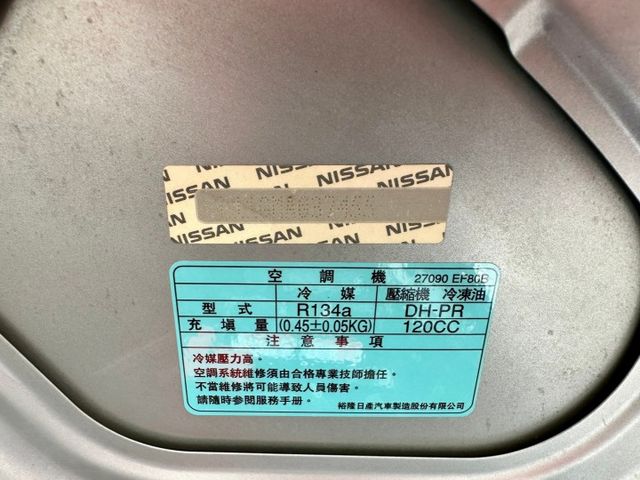 NISSAN NISSAN NISSAN
NISSAN NISSAN NISSAN
空調機 27090 EF80B
冷媒 壓縮機 冷凍油
型式 R134a DH-PR
充填量 (0.45±0.05KG) 120CC
注意事項
冷媒壓力高。
空調系統維修須由合格專業技師擔任。
不當維修將可能導致人員傷害。
請隨時參閱服務手册。
裕隆日產汽車製造股份有限公司